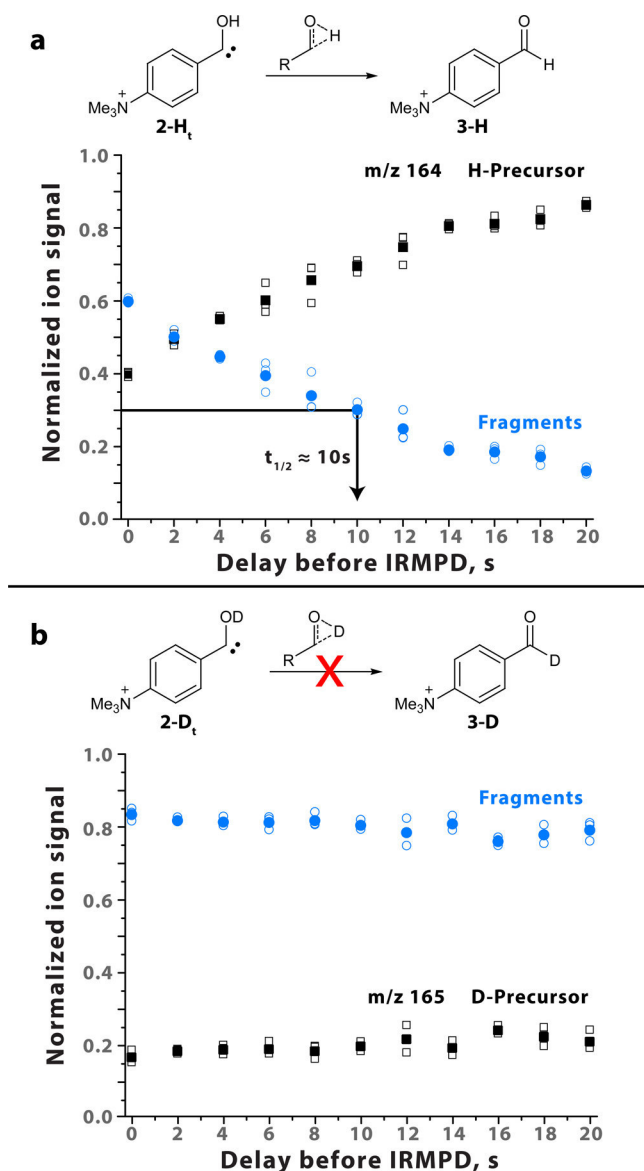 a
OH
O
H
R
O
H
Me3N
+
2-Ht
3-H
Me3N
+
1.0
0.8
0.6
0.4
0.2
0.0
Normalized ion signal
m/z 164 H-Precursor
Fragments
t1/2 ≈ 10s
0 2 4 6 8 10 12 14 16 18 20
Delay before IRMPD, s
b
OD
O
D
R
X
O
D
Me3N
+
2-Dt
3-D
Me3N
+
1.0
0.8
0.6
0.4
0.2
0.0
Normalized ion signal
Fragments
m/z 165 D-Precursor
0 2 4 6 8 10 12 14 16 18 20
Delay before IRMPD, s